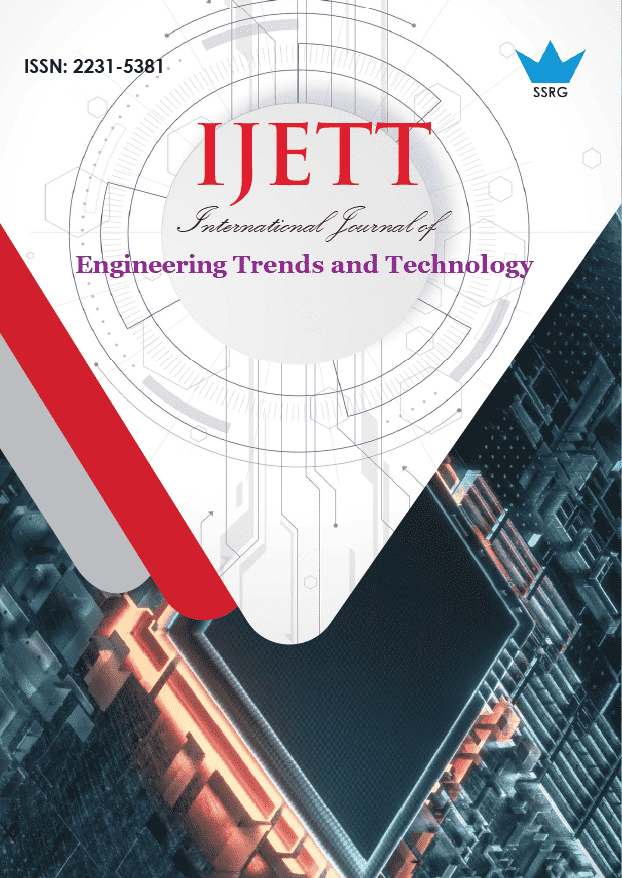 ISSN: 2231-5381
SSRG
IJETT
International Journal of
Engineering Trends and Technology